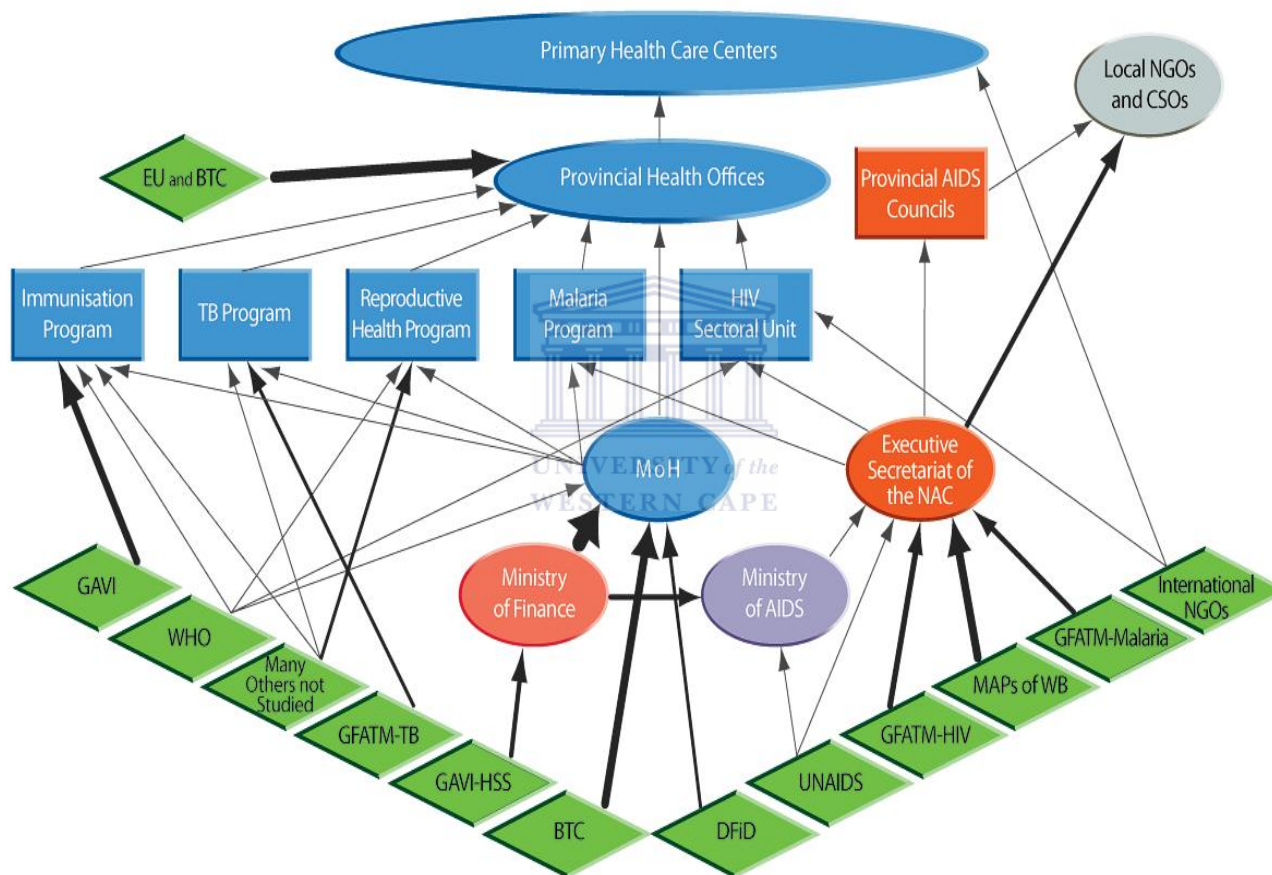 Primary Health Care Centers
Local NGOs
and CSOs
EU and BTC
Provincial Health Offices
Provincial AIDS
Councils
Immunisation
Program
TB Program
Reproductive
Health Program
Malaria
Program
HIV
Sectoral Unit
MoH
Executive
Secretariat of
the NAC
UNIVERSITY of the
WESTERN CAPE
Ministry
of Finance
Ministry
of AIDS
GAVI
WHO
Many
Others not
Studied
GFATM-TB
GAVI-HSS
BTC
DFiD
UNAIDS
GFATM-HIV
MAPs of WB
GFATM-Malaria
International
NGOs